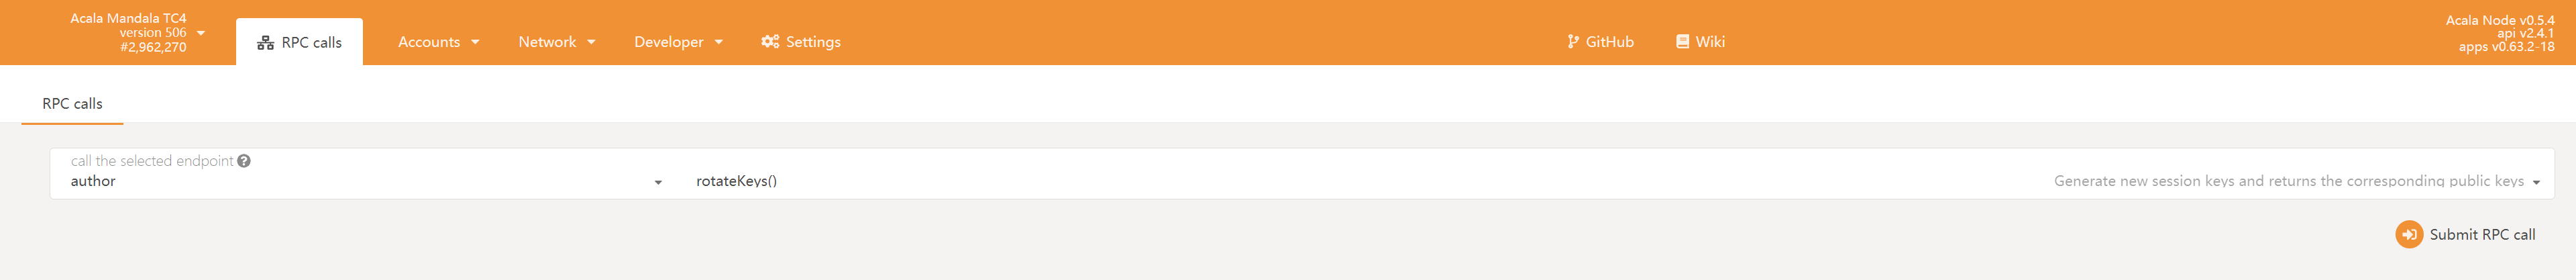 Acala Mandala TC4
version 506
#2,962,270
RPC calls
Accounts
Network
Developer
Settings
GitHub
Wiki
Acala Node v0.5.4
api v2.4.1
apps v0.63.2-18
RPC calls
call the selected endpoint
author
rotateKeys()
Generate new session keys and returns the corresponding public keys
Submit RPC call